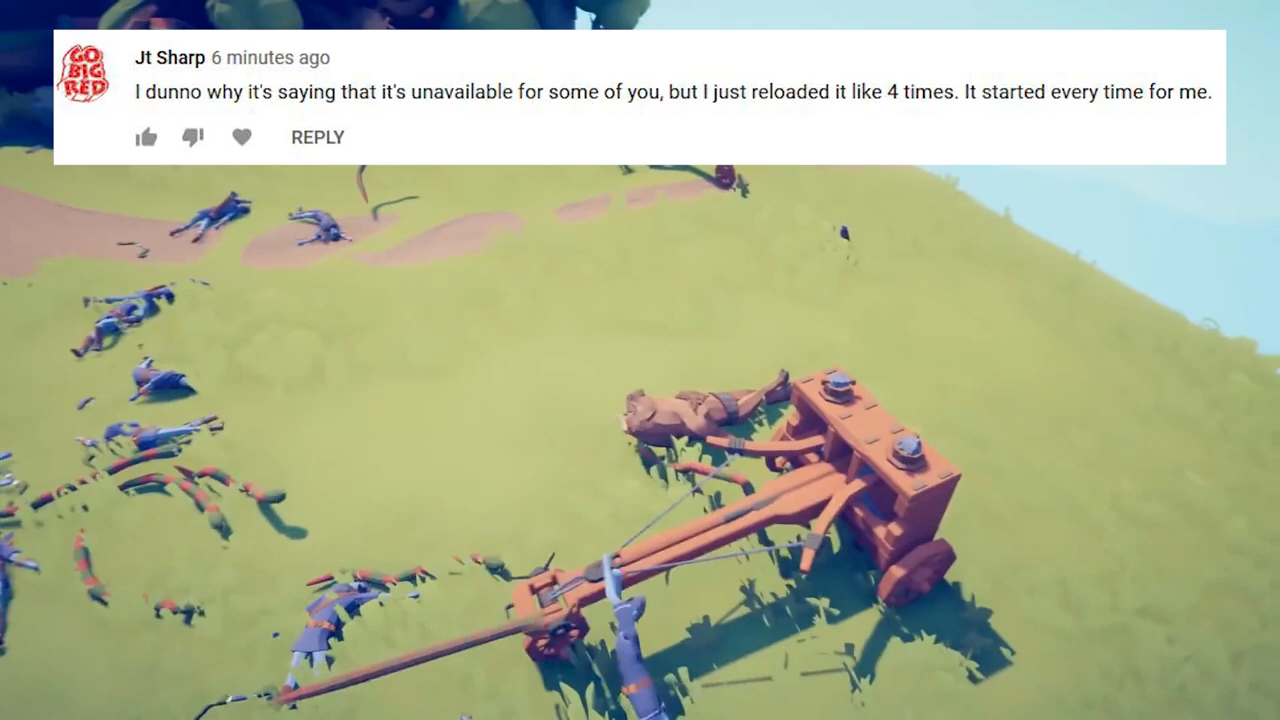 GO
BIG
RED
Jt Sharp 6 minutes ago
I dunno why it's saying that it's unavailable for some of you, but I just reloaded it like 4 times. It started every time for me.
REPLY